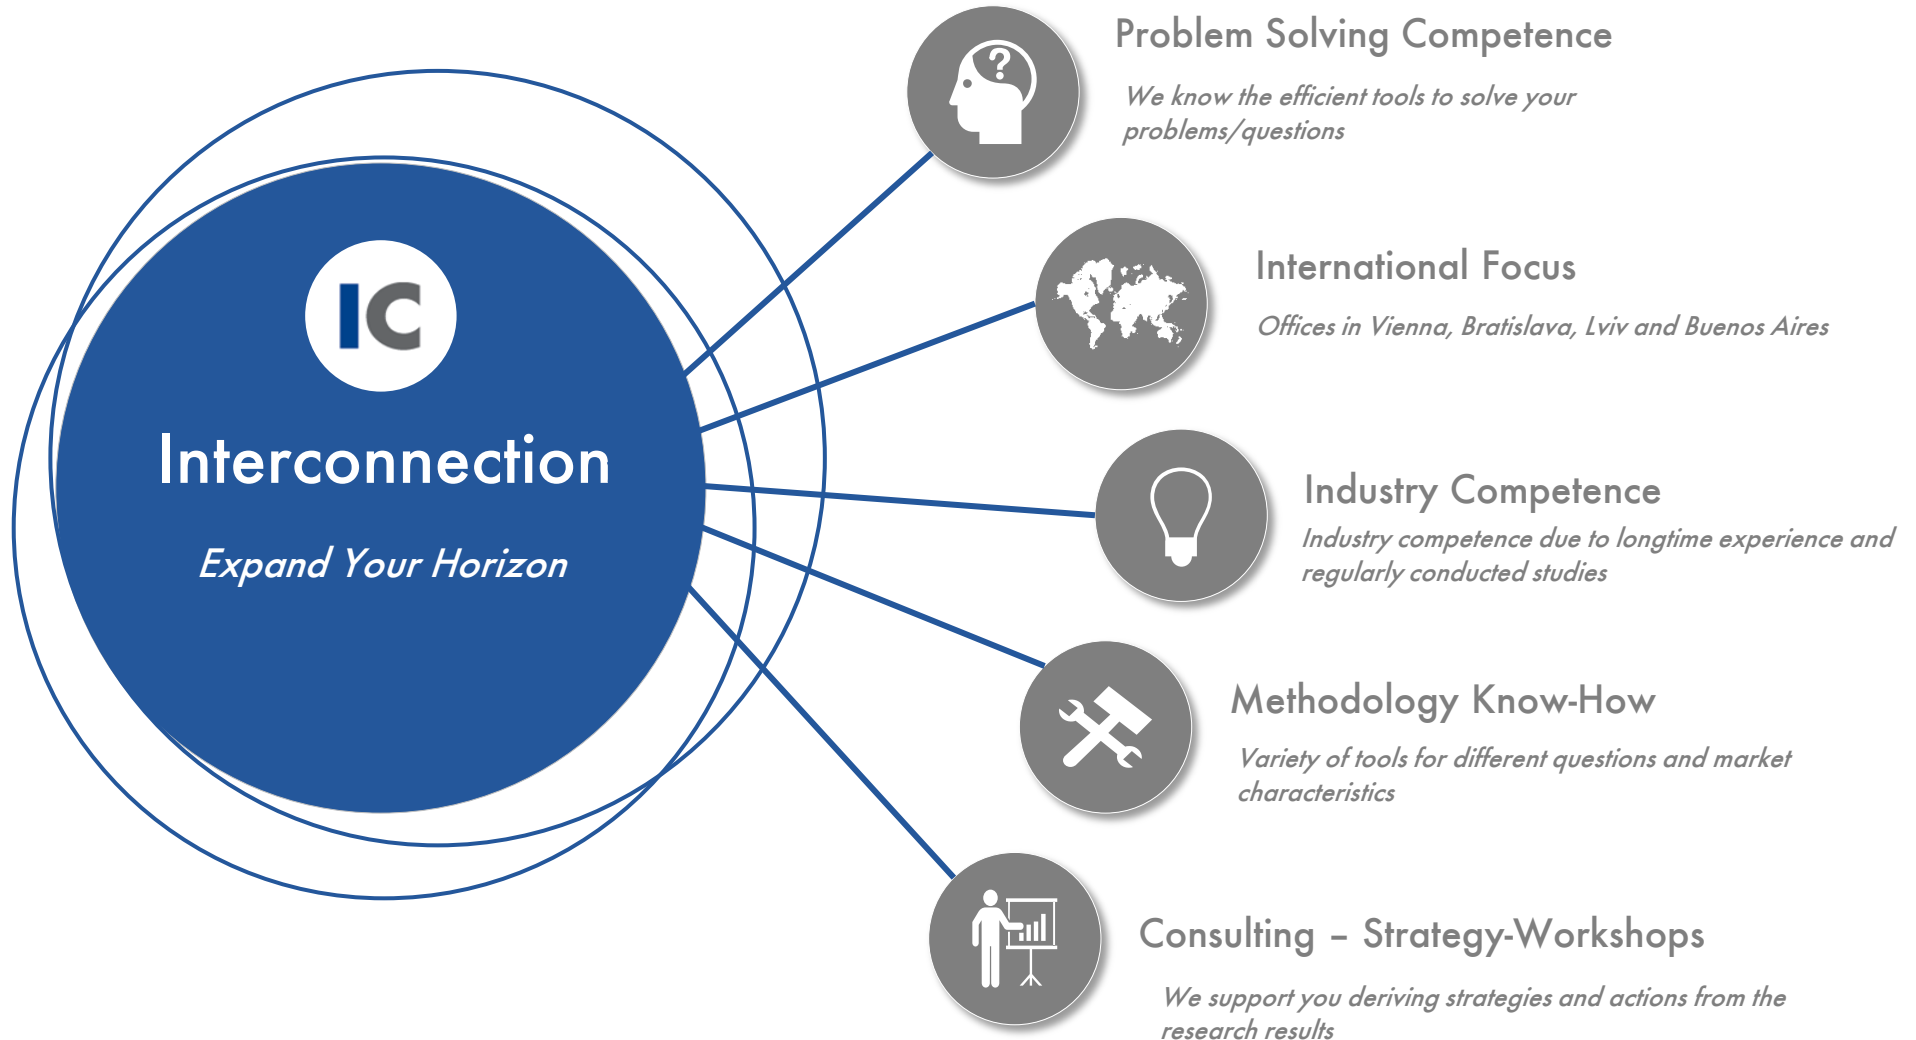 Problem Solving Competence
We know the efficient tools to solve your
problems/questions
IC
Interconnection
Expand Your Horizon
International Focus
Offices in Vienna, Bratislava, Lviv and Buenos Aires
Industry Competence
Industry competence due to longtime experience and
regularly conducted studies
Methodology Know-How
Variety of tools for different questions and market
characteristics
Consulting – Strategy-Workshops
We support you deriving strategies and actions from the
research results